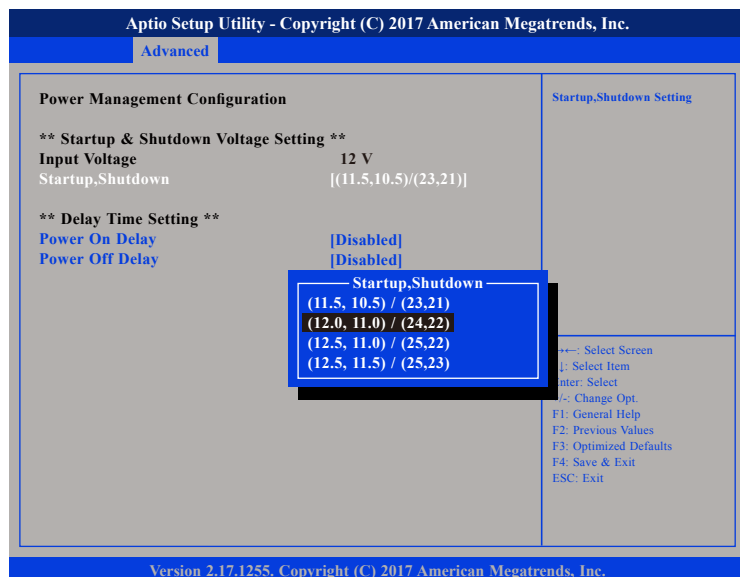 Aptio Setup Utility - Copyright (C) 2017 American Megatrends, Inc.
Advanced
Power Management Configuration
** Startup & Shutdown Voltage Setting **
Input Voltage 12 V
Startup,Shutdown [(11.5,10.5)/(23,21)]
** Delay Time Setting **
Power On Delay [Disabled]
Power Off Delay [Disabled]
Startup,Shutdown
(11.5, 10.5) / (23,21)
(12.0, 11.0) / (24,22)
(12.5, 11.0) / (25,22)
(12.5, 11.5) / (25,23)
Startup,Shutdown Setting
→←: Select Screen
↓: Select Item
nter: Select
/-: Change Opt.
F1: General Help
F2: Previous Values
F3: Optimized Defaults
F4: Save & Exit
ESC: Exit
Version 2.17.1255. Copyright (C) 2017 American Megatrends, Inc.